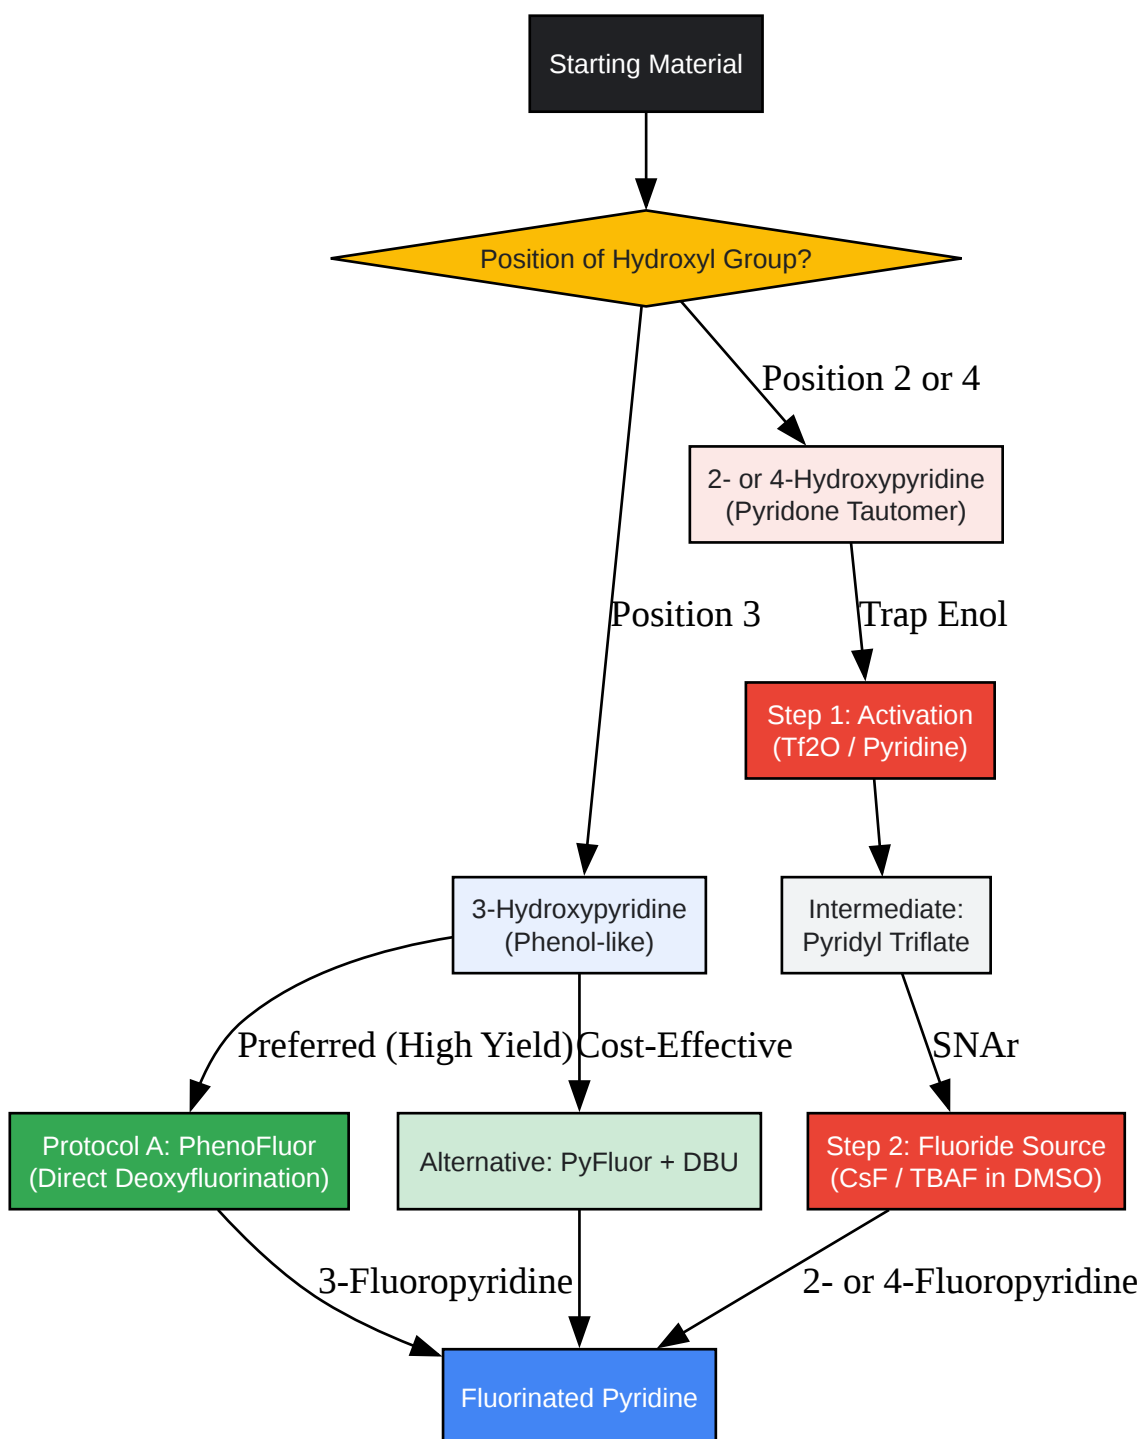 Starting Material
Position of Hydroxyl Group?
Position 2 or 4
2- or 4-Hydroxypyridine
(Pyridone Tautomer)
Position 3
Trap Enol
Step 1: Activation
(Tf2O / Pyridine)
3-Hydroxypyridine
(Phenol-like)
Intermediate:
Pyridyl Triflate
Preferred (High Yield)
Cost-Effective
SNAr
Protocol A: PhenoFluor
(Direct Deoxyfluorination)
Alternative: PyFluor + DBU
Step 2: Fluoride Source
(CsF / TBAF in DMSO)
3-Fluoropyridine
2- or 4-Fluoropyridine
Fluorinated Pyridine